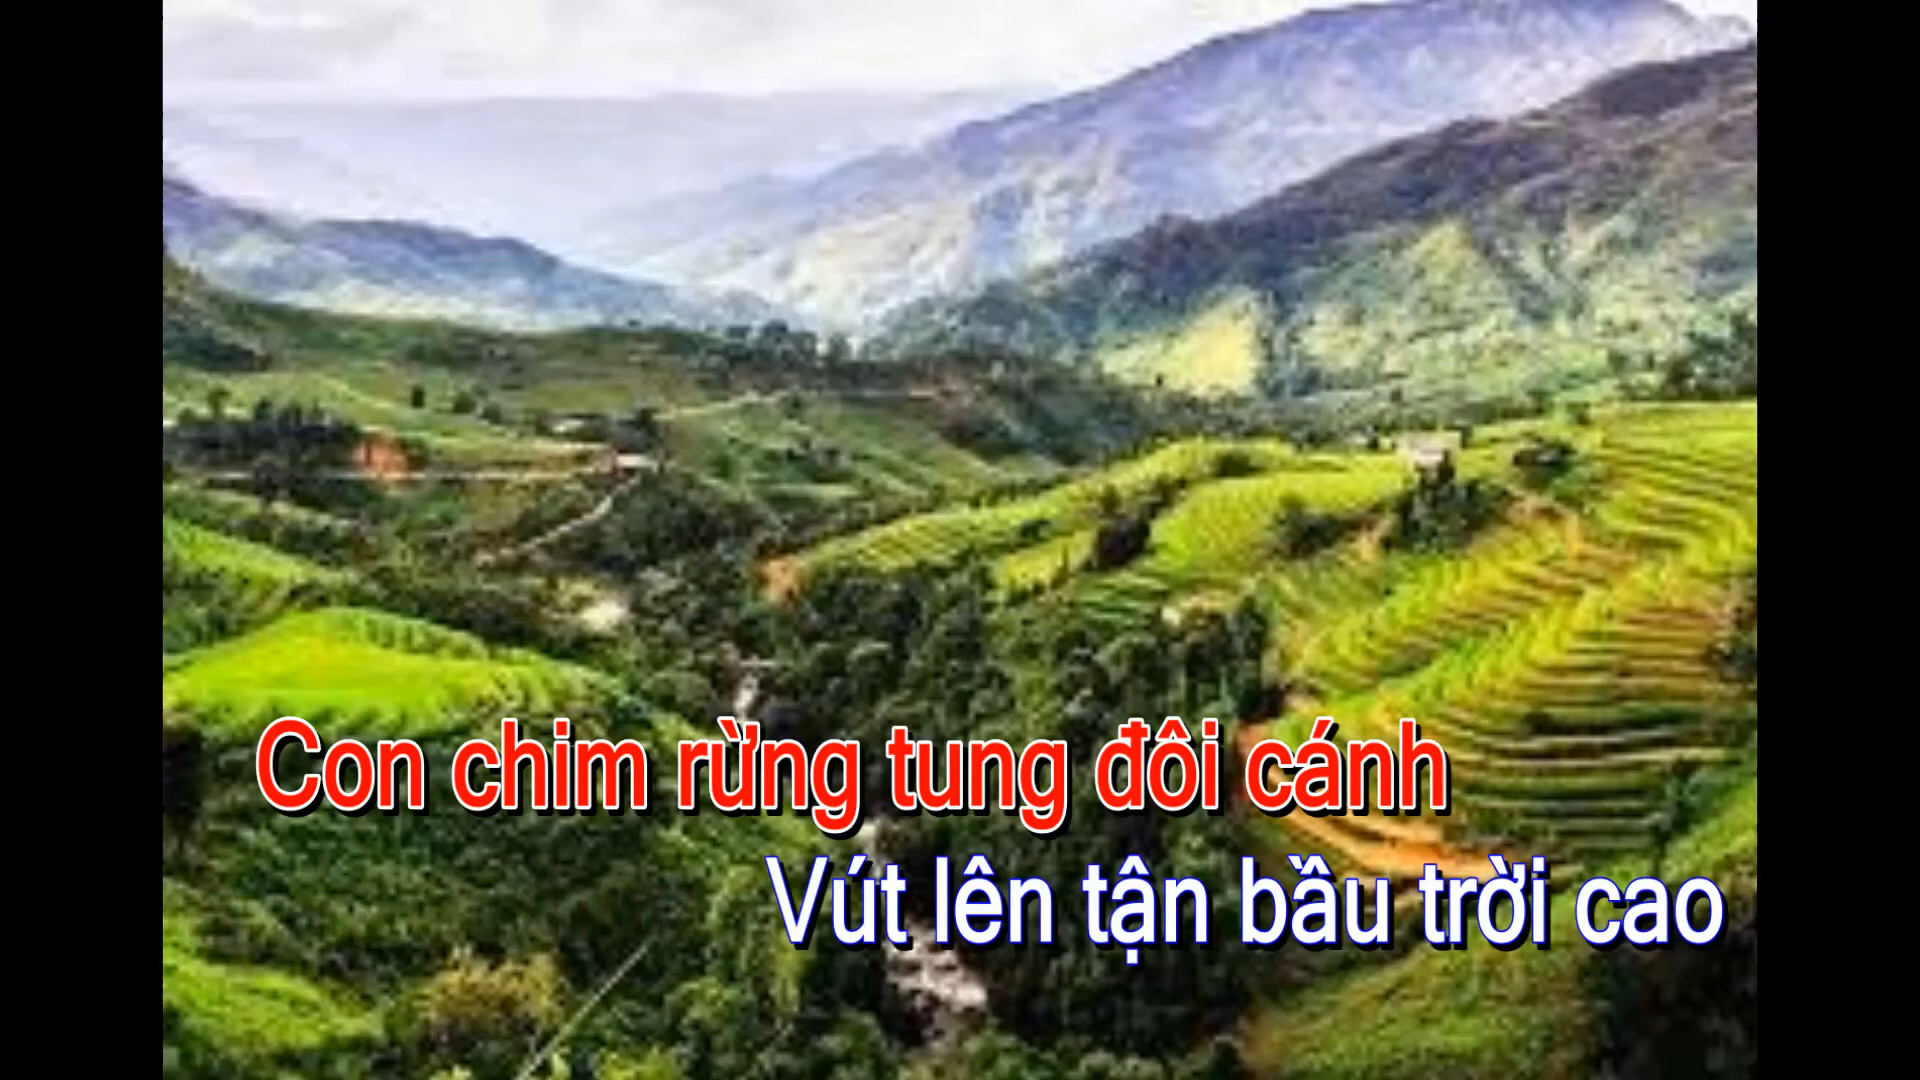 Con chim rừng tung đôi cánh
Vút lên tận bầu trời cao